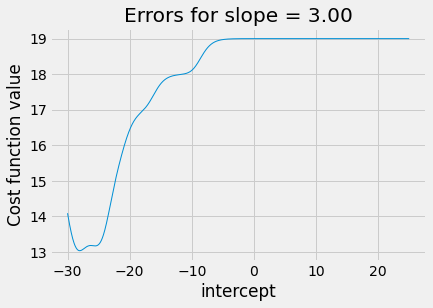 Errors for slope = 3.00
Cost function value
19
18
17
16
15
14
13
−30 −20 −10 0 10 20
intercept